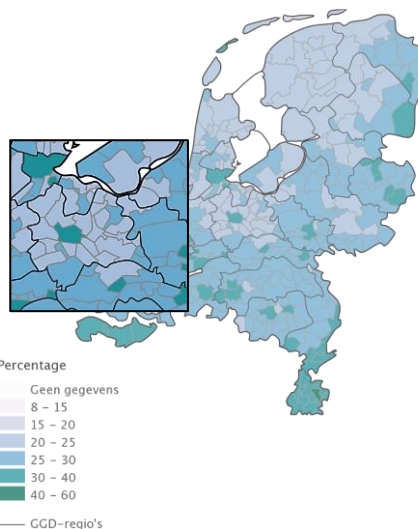 Percentage
Geen gegevens
8 – 15
15 – 20
20 – 25
25 – 30
30 – 40
40 – 60
GGD-regio's